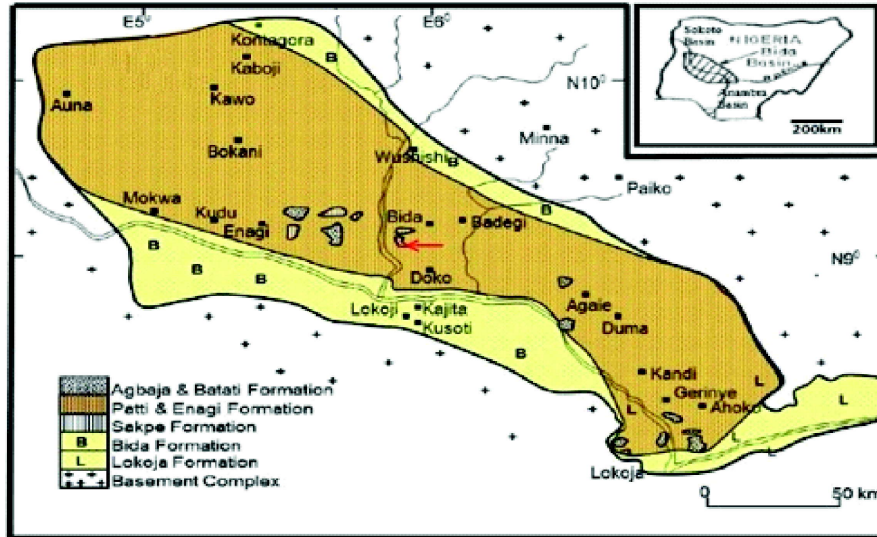 E5⁰
E6⁰
N10⁰
N9⁰
Sokoto
Basin
NIGERIA
Bida
Basin
Anambra
Basin
200km
Kontagora
Kaboji
Kawo
Auna
Bokani
Wushishi
Minna
Paiko
Mokwa
Kudu
Enagi
Bida
Badegi
Doko
Lokoji
Kajita
Kusoti
Agaie
Duma
Kandi
Gerinye
Ahoko
Lokoja
B
B
B
B
B
B
B
B
L
L
L
L
L
L
L
Agbaja & Batati Formation
Patti & Enagi Formation
Sakpe Formation
B Bida Formation
L Lokoja Formation
Basement Complex
0 50 km